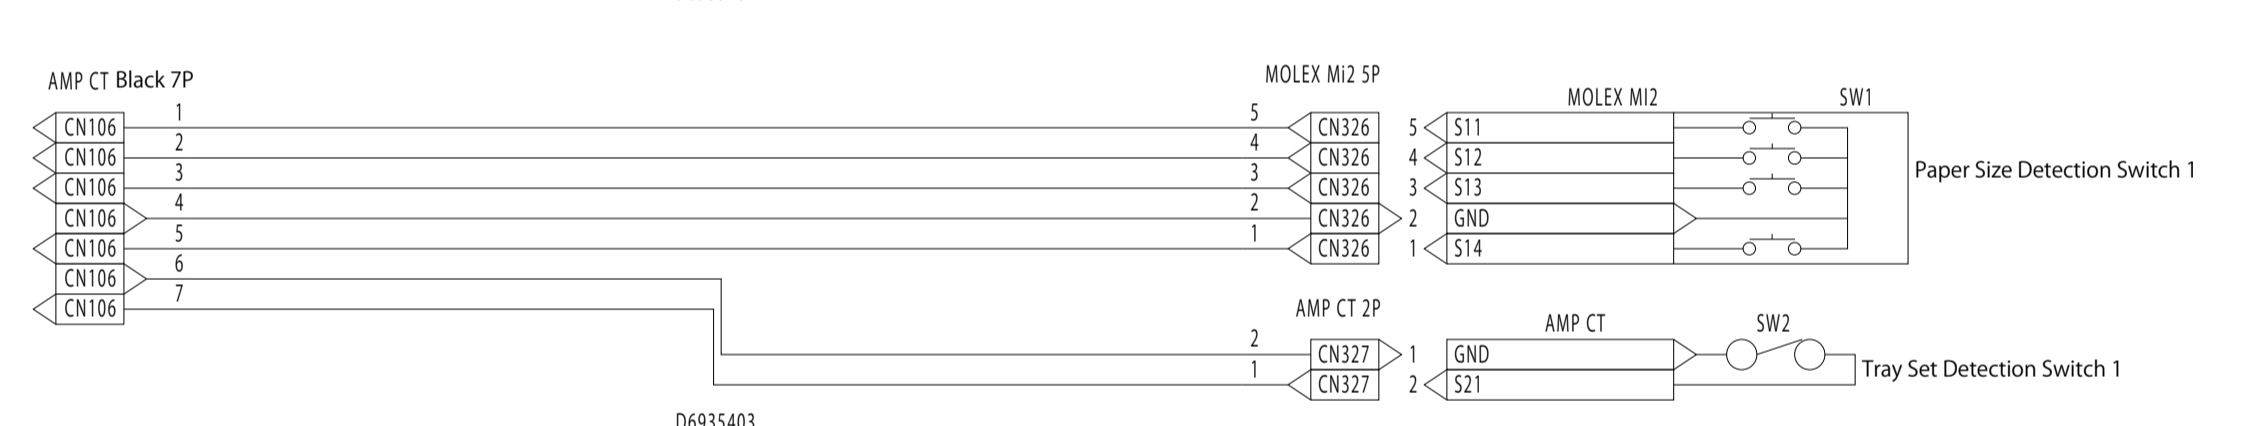 AMP CT Black 7P
MOLEX Mi2 5P
MOLEX MI2 SW1
CN106 1 5 CN326 5 S11
CN106 2 4 CN326 4 S12
CN106 3 3 CN326 3 S13
Paper Size Detection Switch 1
CN106 4 2 CN326 2 GND
CN106 5 1 CN326 1 S14
CN106 6
CN106 7
AMP CT 2P
AMP CT SW2
2 CN327 1 GND
1 CN327 2 S21
Tray Set Detection Switch 1
D6935403